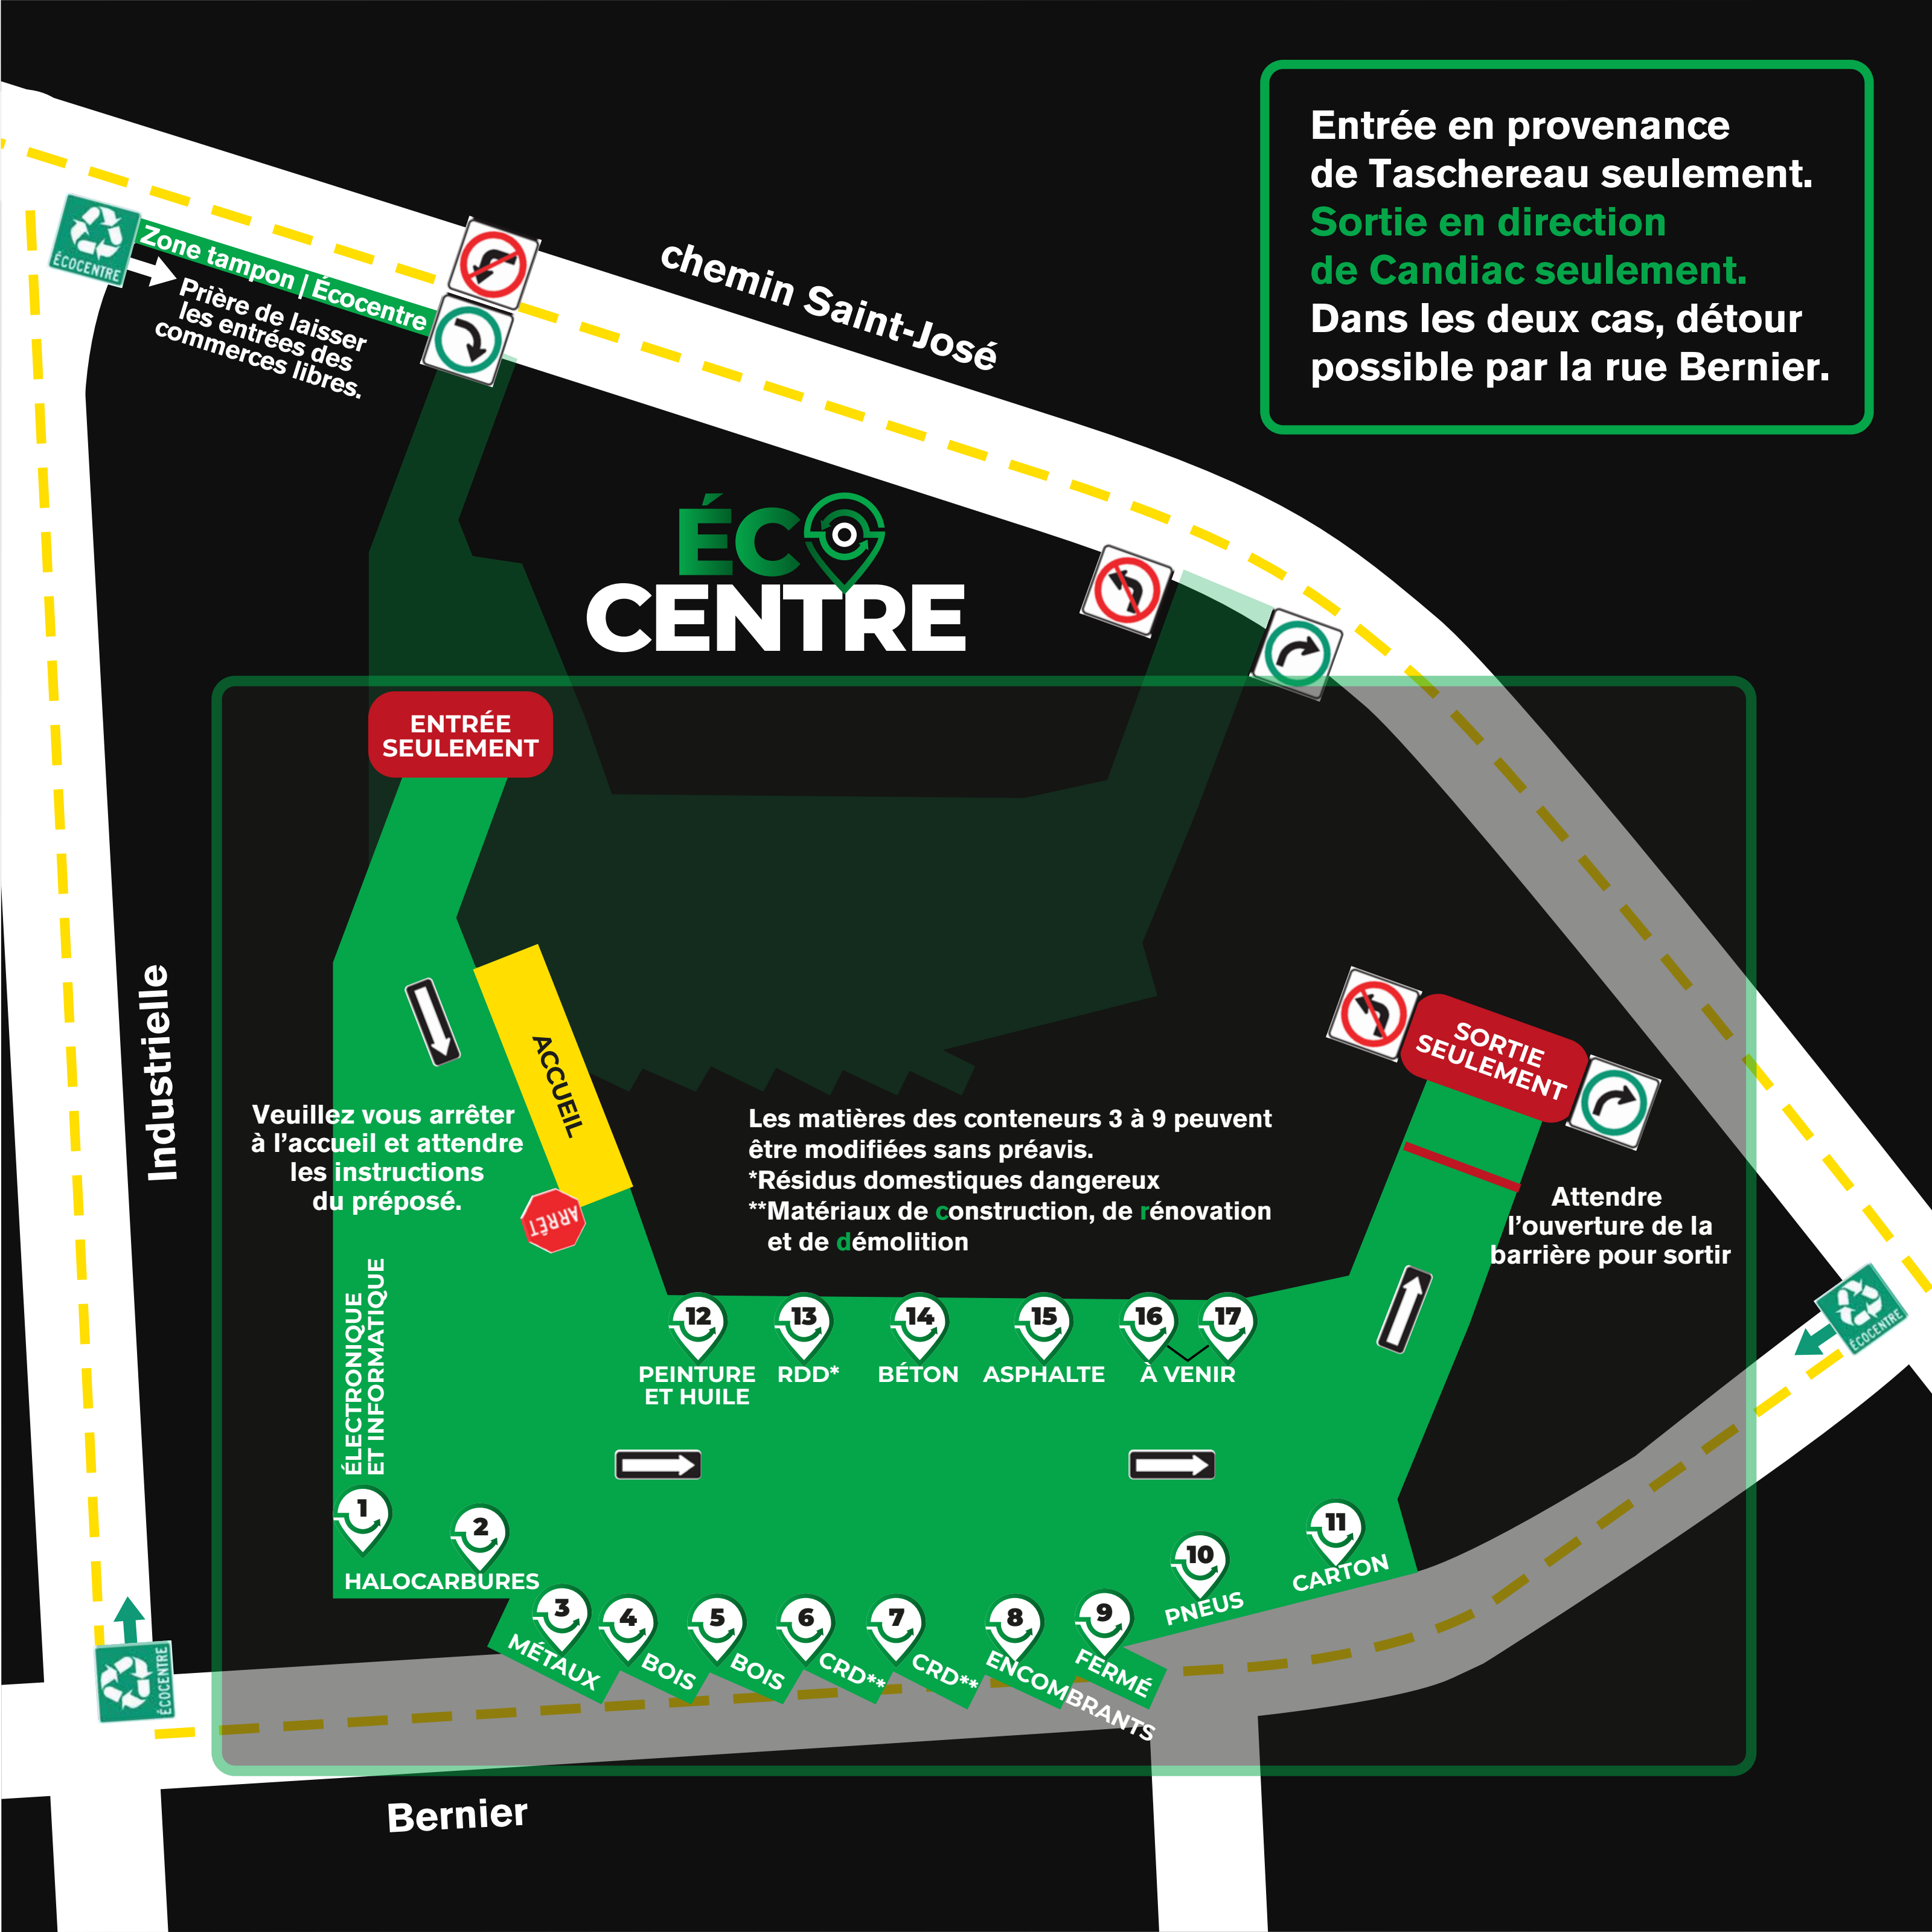 Entrée en provenance
de Taschereau seulement.
Sortie en direction
de Candiac seulement.
Dans les deux cas, détour
possible par la rue Bernier.
ÉCOCENTRE
Zone tampon | Écocentre
Prière de laisser
les entrées des
commerces libres.
chemin Saint-José
ÉCO
CENTRE
ENTRÉE
SEULEMENT
Industrielle
ACCUEIL
Veuillez vous arrêter
à l'accueil et attendre
les instructions
du préposé.
ARRÊT
Les matières des conteneurs 3 à 9 peuvent
être modifiées sans préavis.
*Résidus domestiques dangereux
**Matériaux de construction, de rénovation
et de démolition
SORTIE
SEULEMENT
Attendre
l'ouverture de la
barrière pour sortir
ÉCOCENTRE
12
PEINTURE
ET HUILE
13
RDD*
14
BÉTON
15
ASPHALTE
16
17
À VENIR
ÉLECTRONIQUE
ET INFORMATIQUE
1
2
HALOCARBURES
3
MÉTAUX
4
BOIS
5
BOIS
6
CRD**
7
CRD**
8
ENCOMBRANTS
9
FERMÉ
10
PNEUS
11
CARTON
ÉCOCENTRE
Bernier